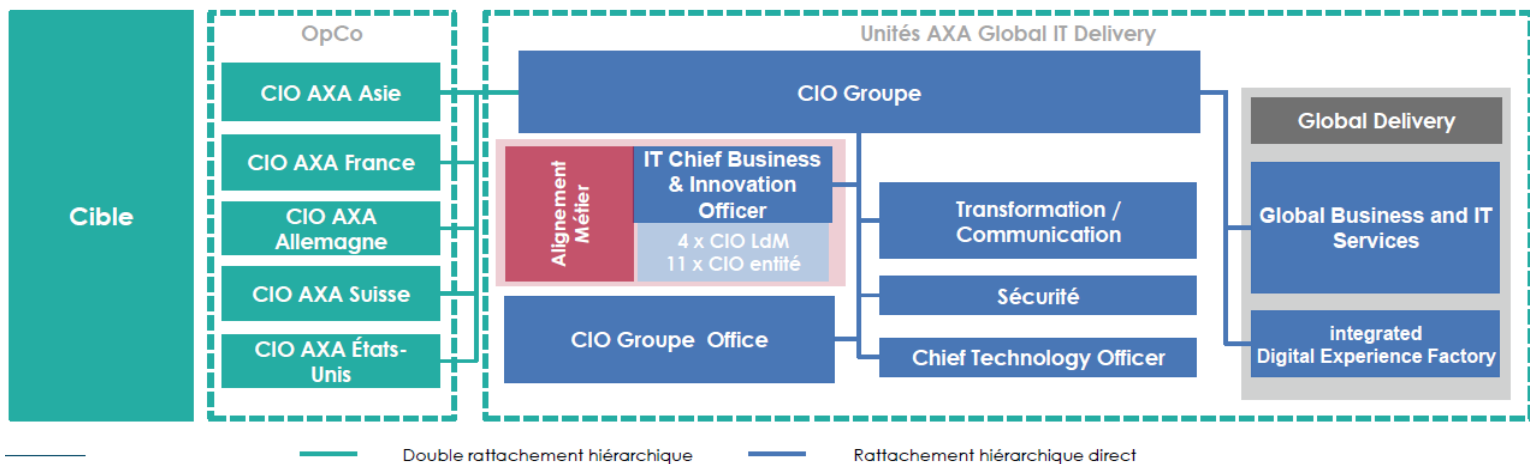 Cible
OpCo
CIO AXA Asie
CIO AXA France
CIO AXA
Allemagne
CIO AXA Suisse
CIO AXA États-
Unis
Unités AXA Global IT Delivery
CIO Groupe
Alignement
Métier
IT Chief Business
& Innovation
Officer
4 x CIO LdM
11 x CIO entité
CIO Groupe Office
Transformation /
Communication
Sécurité
Chief Technology Officer
Global Delivery
Global Business and IT
Services
integrated
Digital Experience Factory
Double rattachement hiérarchique
Rattachement hiérarchique direct